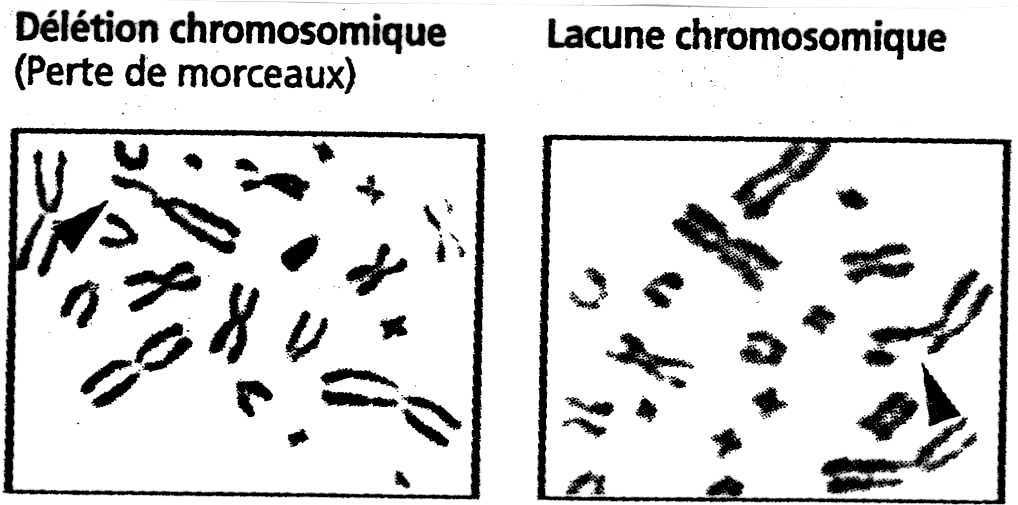 Délétion chromosomique
(Perte de morceaux)
Lacune chromosomique